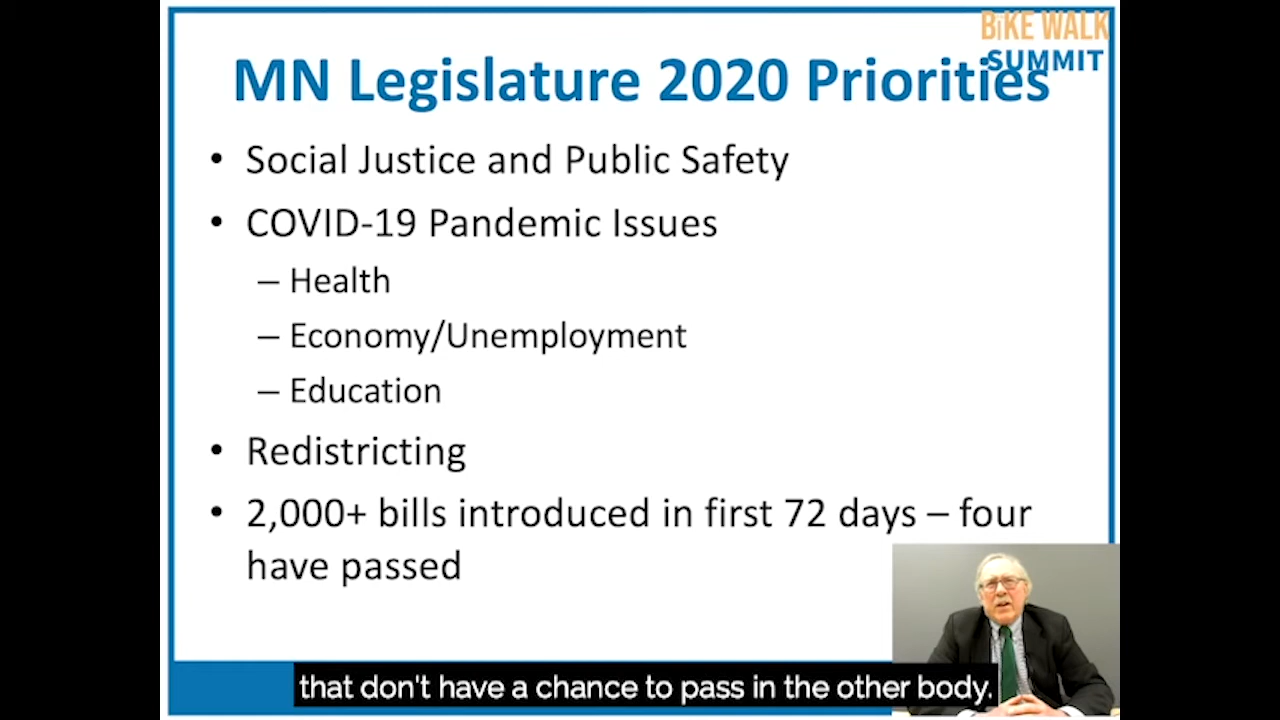 BiKE WALK
SUMMIT
MN Legislature 2020 Priorities
• Social Justice and Public Safety
• COVID-19 Pandemic Issues
– Health
– Economy/Unemployment
– Education
• Redistricting
• 2,000+ bills introduced in first 72 days – four
have passed
that don't have a chance to pass in the other body.